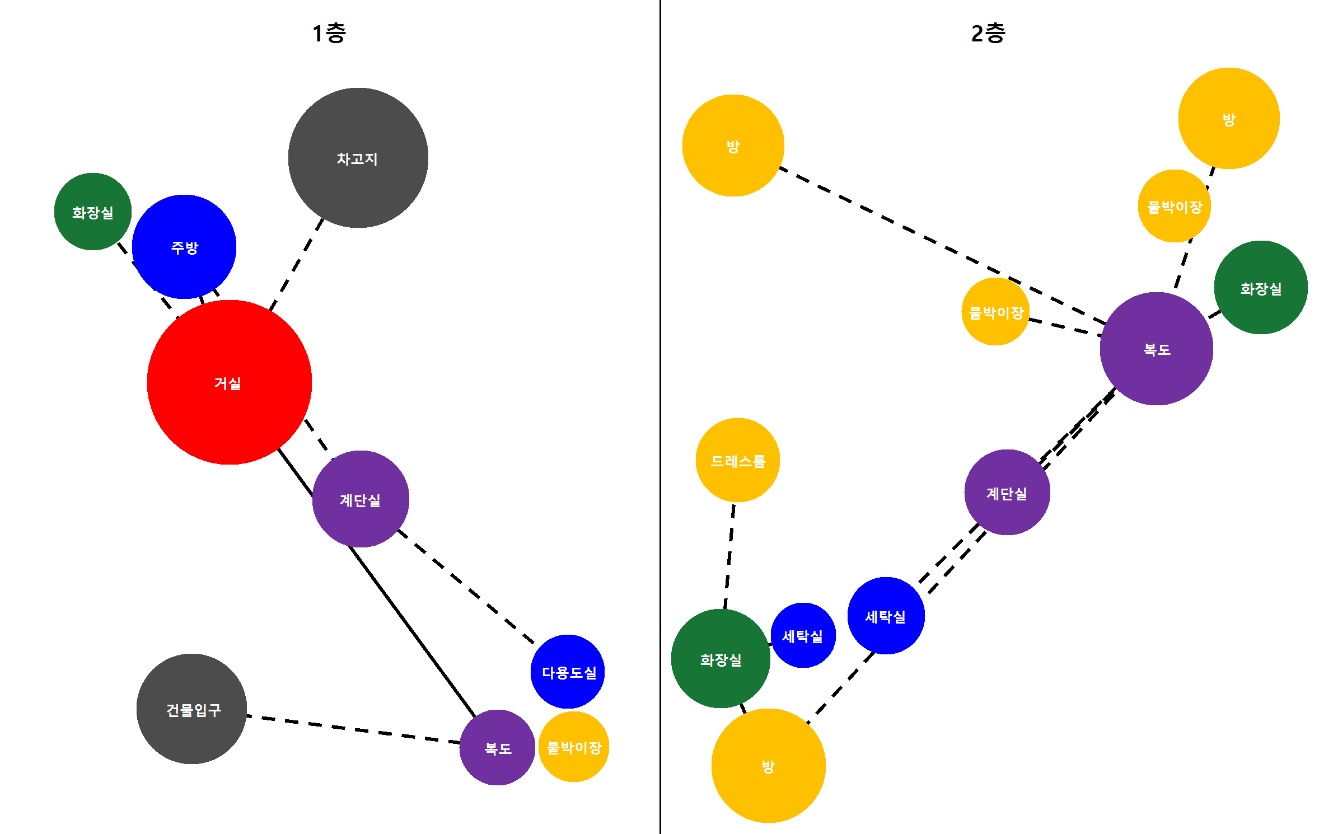 1층
차고지
화장실
주방
거실
계단실
다용도실
건물입구
복도
붙박이장
2층
방
방
붙박이장
화장실
붙박이장
복도
드레스룸
계단실
세탁실
세탁실
화장실
방